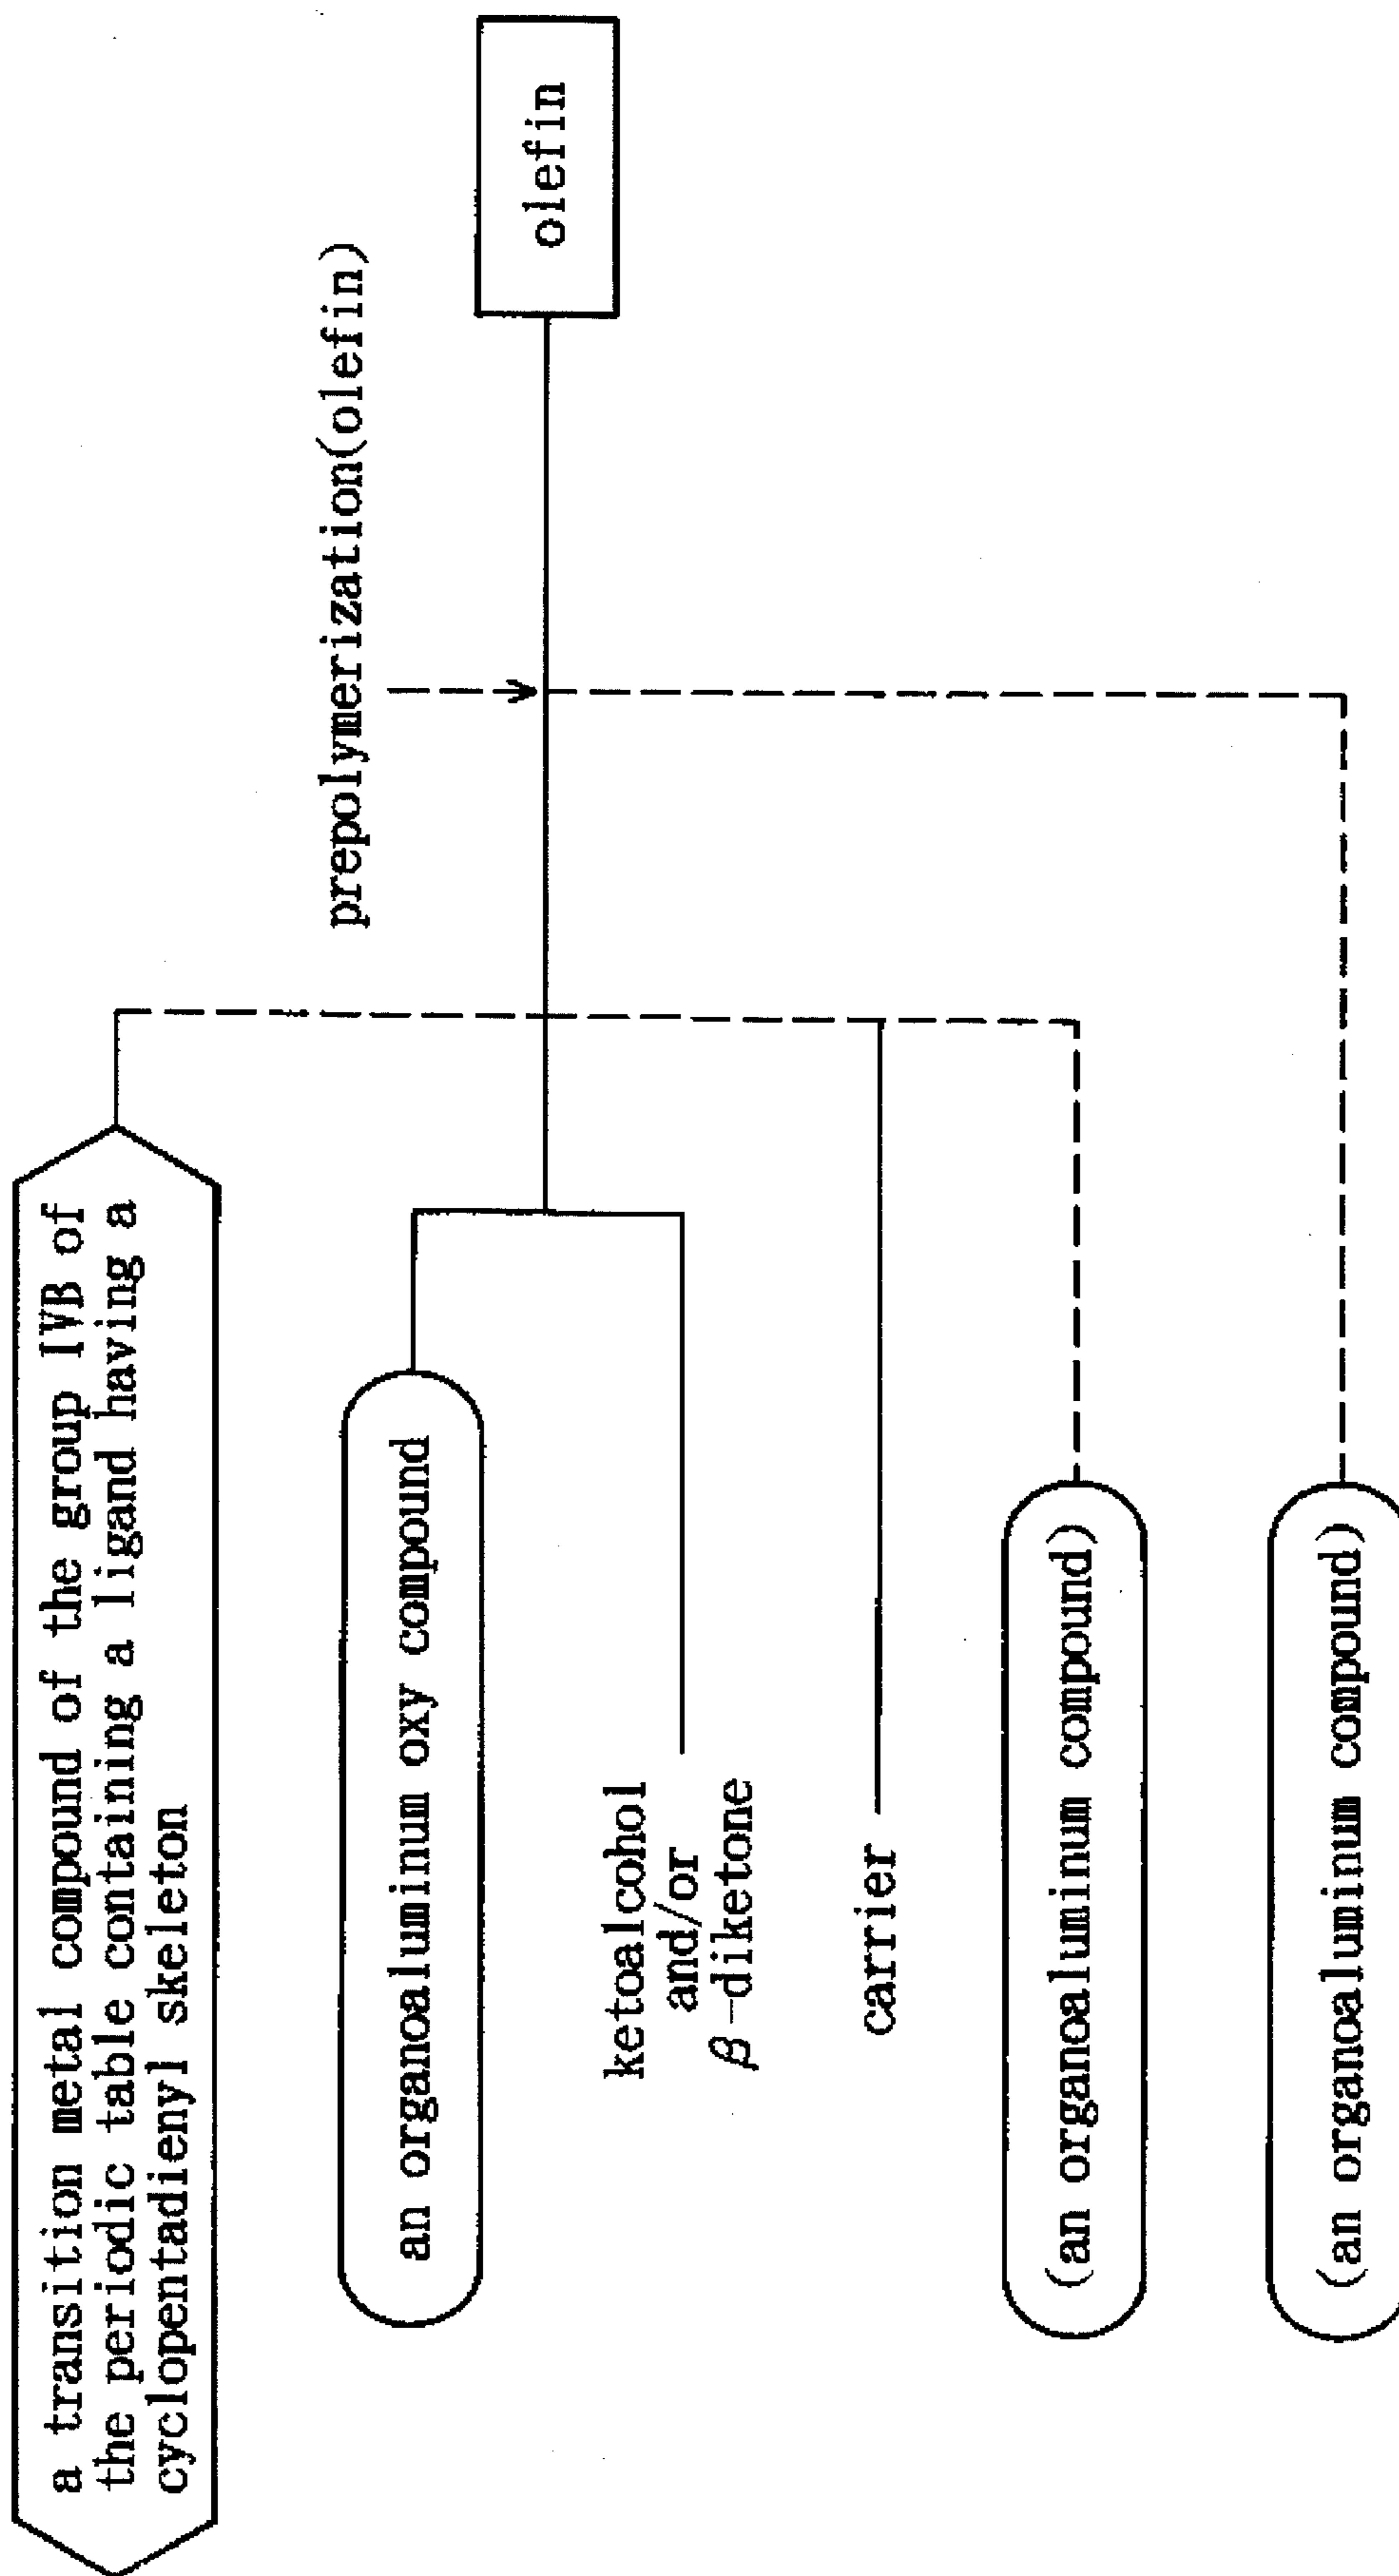 a transition metal compound of the group IVB of
the periodic table containing a ligand having a
cyclopentadienyl skeleton
prepolymerization(olefin)
an organoaluminum oxy compound
olefin
ketoalcohol
and/or
β-diketone
carrier
(an organoaluminum compound)
(an organoaluminum compound)